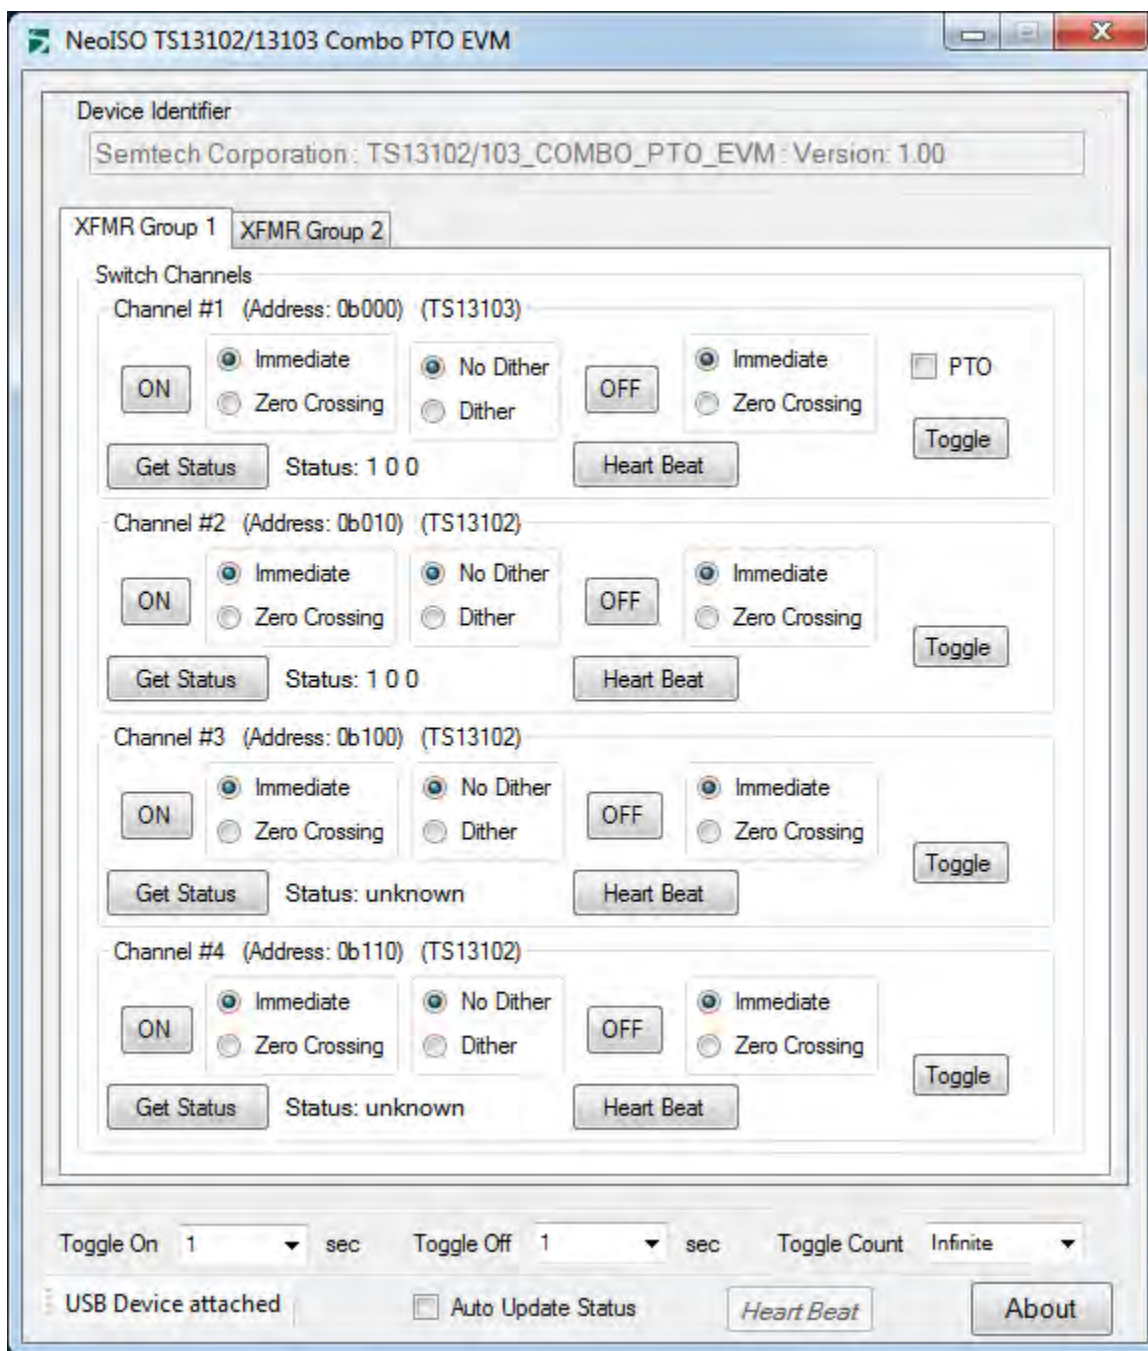 NeoISO TS13102/13103 Combo PTO EVM
Device Identifier
Semtech Corporation : TS13102/103_COMBO_PTO_EVM : Version: 1.00
XFMR Group 1 XFMR Group 2
Switch Channels
Channel #1 (Address: 0b000) (TS13103)
ON Immediate No Dither OFF Immediate PTO
Zero Crossing Dither Zero Crossing Toggle
Get Status Status: 1 0 0 Heart Beat
Channel #2 (Address: 0b010) (TS13102)
ON Immediate No Dither OFF Immediate
Zero Crossing Dither Zero Crossing Toggle
Get Status Status: 1 0 0 Heart Beat
Channel #3 (Address: 0b100) (TS13102)
ON Immediate No Dither OFF Immediate
Zero Crossing Dither Zero Crossing Toggle
Get Status Status: unknown Heart Beat
Channel #4 (Address: 0b110) (TS13102)
ON Immediate No Dither OFF Immediate
Zero Crossing Dither Zero Crossing Toggle
Get Status Status: unknown Heart Beat
Toggle On 1 sec Toggle Off 1 sec Toggle Count Infinite
USB Device attached Auto Update Status Heart Beat About